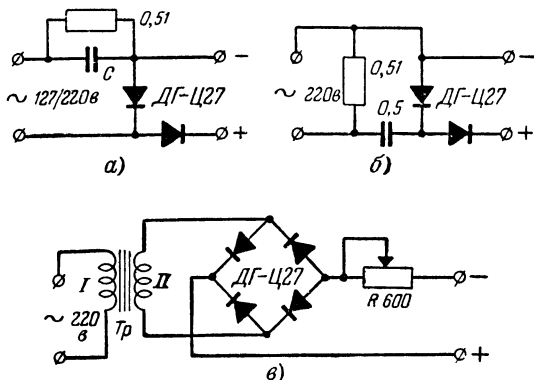 0,51
C
–
~ 127/220в
ДГ-Ц27
+
а)
–
0,51
~ 220в
ДГ-Ц27
0,5
+
б)
I
II
Тр
~ 220
в
ДГ-Ц27
R 600
–
+
в)